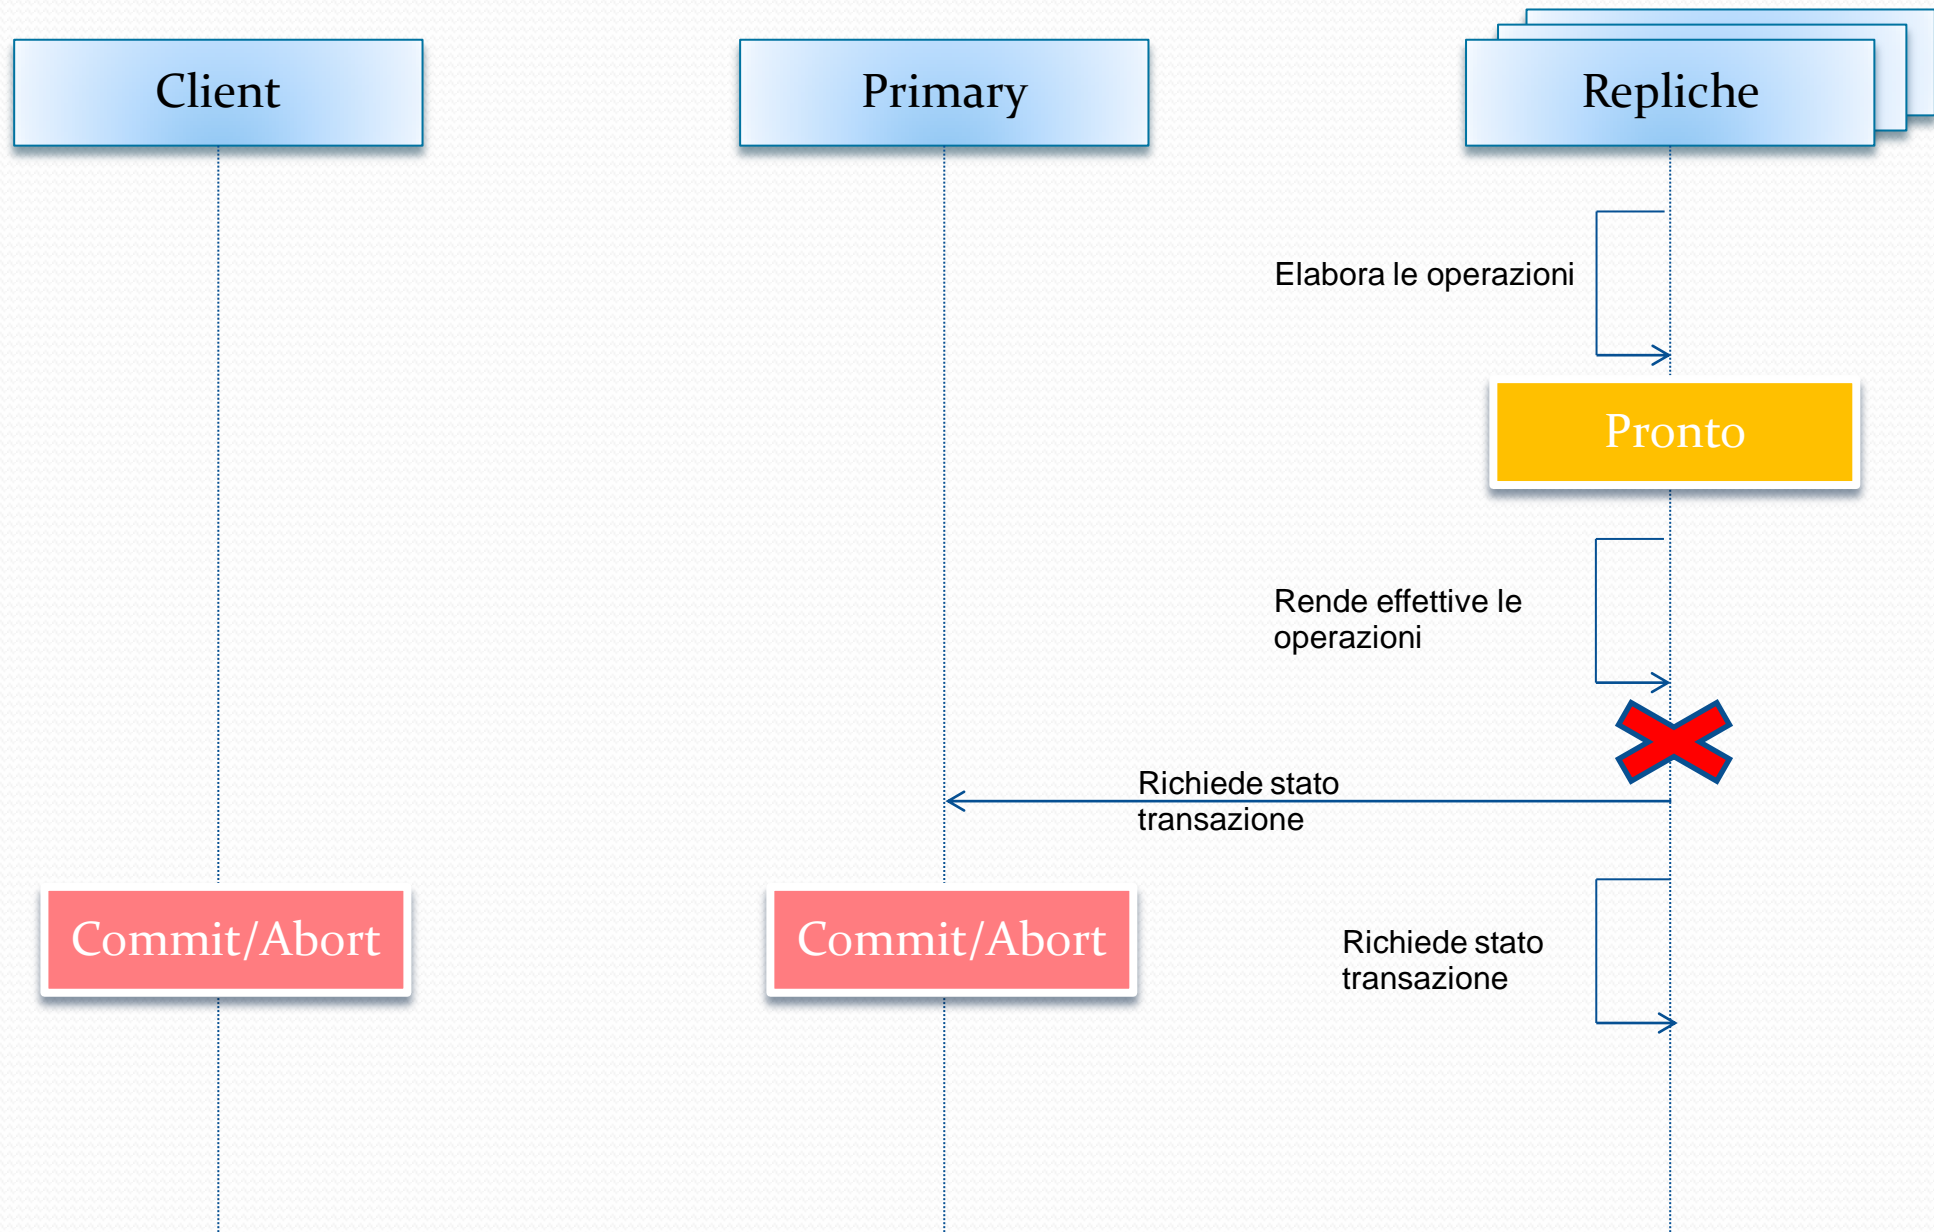 Client
Primary
Repliche
Elabora le operazioni
Pronto
Rende effettive le
operazioni
Richiede stato
transazione
Commit/Abort
Commit/Abort
Richiede stato
transazione